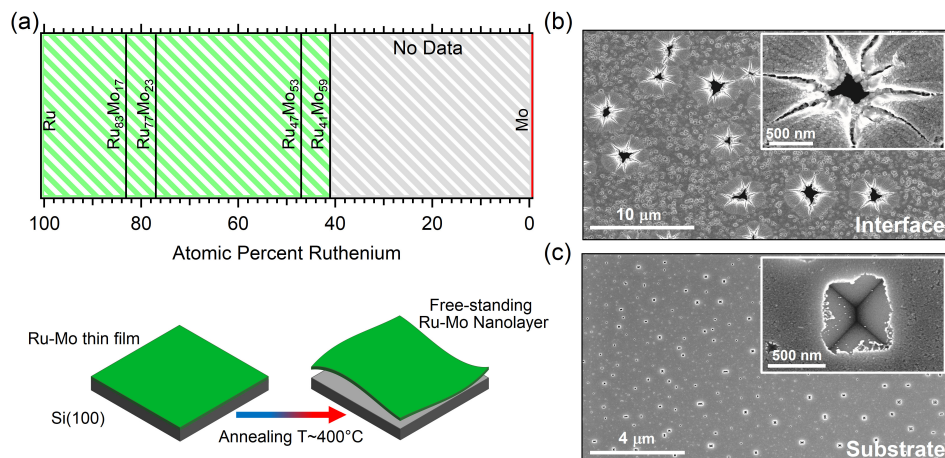 (a)
No Data
Ru
Ru83Mo17
Ru77Mo23
Ru47Mo53
Ru41Mo59
Mo
100 80 60 40 20 0
Atomic Percent Ruthenium
Ru-Mo thin film
Si(100)
Annealing T~400°C
Free-standing
Ru-Mo Nanolayer
(b)
500 nm
10 μm
Interface
(c)
500 nm
4 μm
Substrate